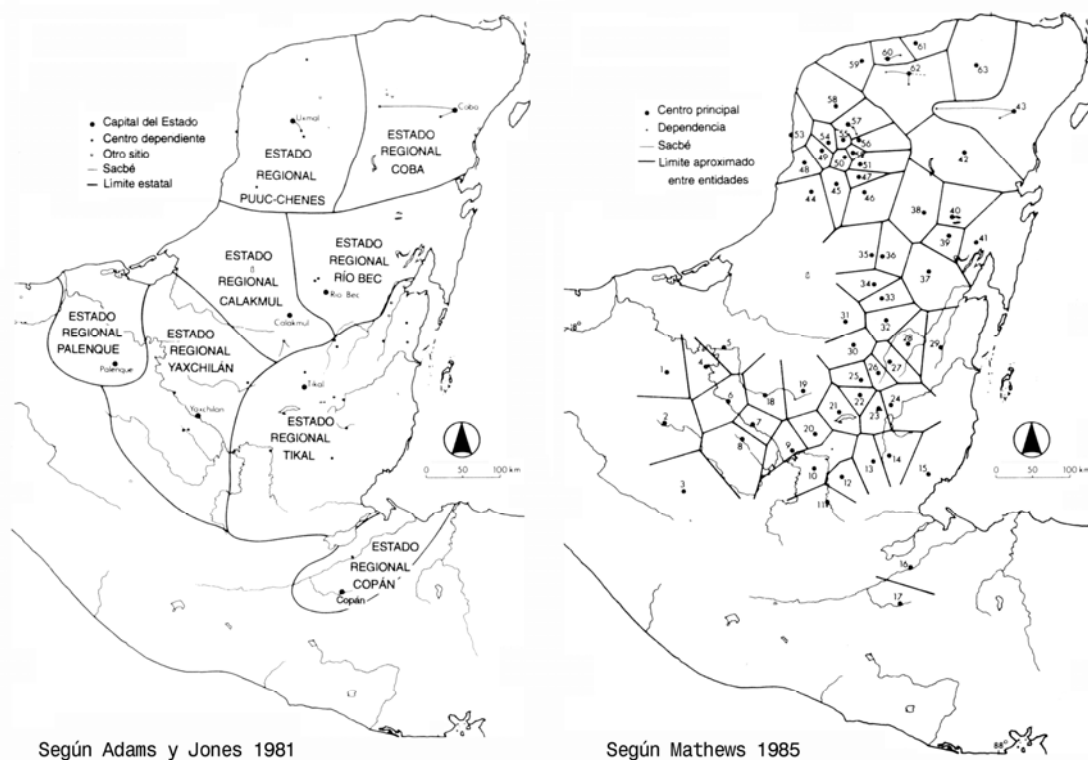 Capital del Estado
Centro dependiente
Otro sitio
Sacbé
Límite estatal
Uxmal
ESTADO
REGIONAL
PUUC-CHENES
Coba
ESTADO
REGIONAL
COBA
ESTADO
REGIONAL
CALAKMUL
Calakmul
ESTADO
REGIONAL
RÍO BEC
Río Bec
ESTADO
REGIONAL
PALENQUE
Palenque
ESTADO
REGIONAL
YAXCHILÁN
Yaxchilan
Tikal
ESTADO
REGIONAL
TIKAL
0 50 100 km
ESTADO
REGIONAL
COPÁN
Copán
Según Adams y Jones 1981
Centro principal
Dependencia
Sacbé
Límite aproximado
entre entidades
61
60
59
62
63
58
43
57
53
54
55
56
49
50
51
48
47
42
44
45
46
38
40
39
41
35
36
37
34
33
31
32
18°
30
28
29
5
4
1
27
26
25
19
18
6
22
24
21
23
2
7
20
8
9
14
13
10
12
15
3
11
0 50 100 km
16
17
88°
Según Mathews 1985